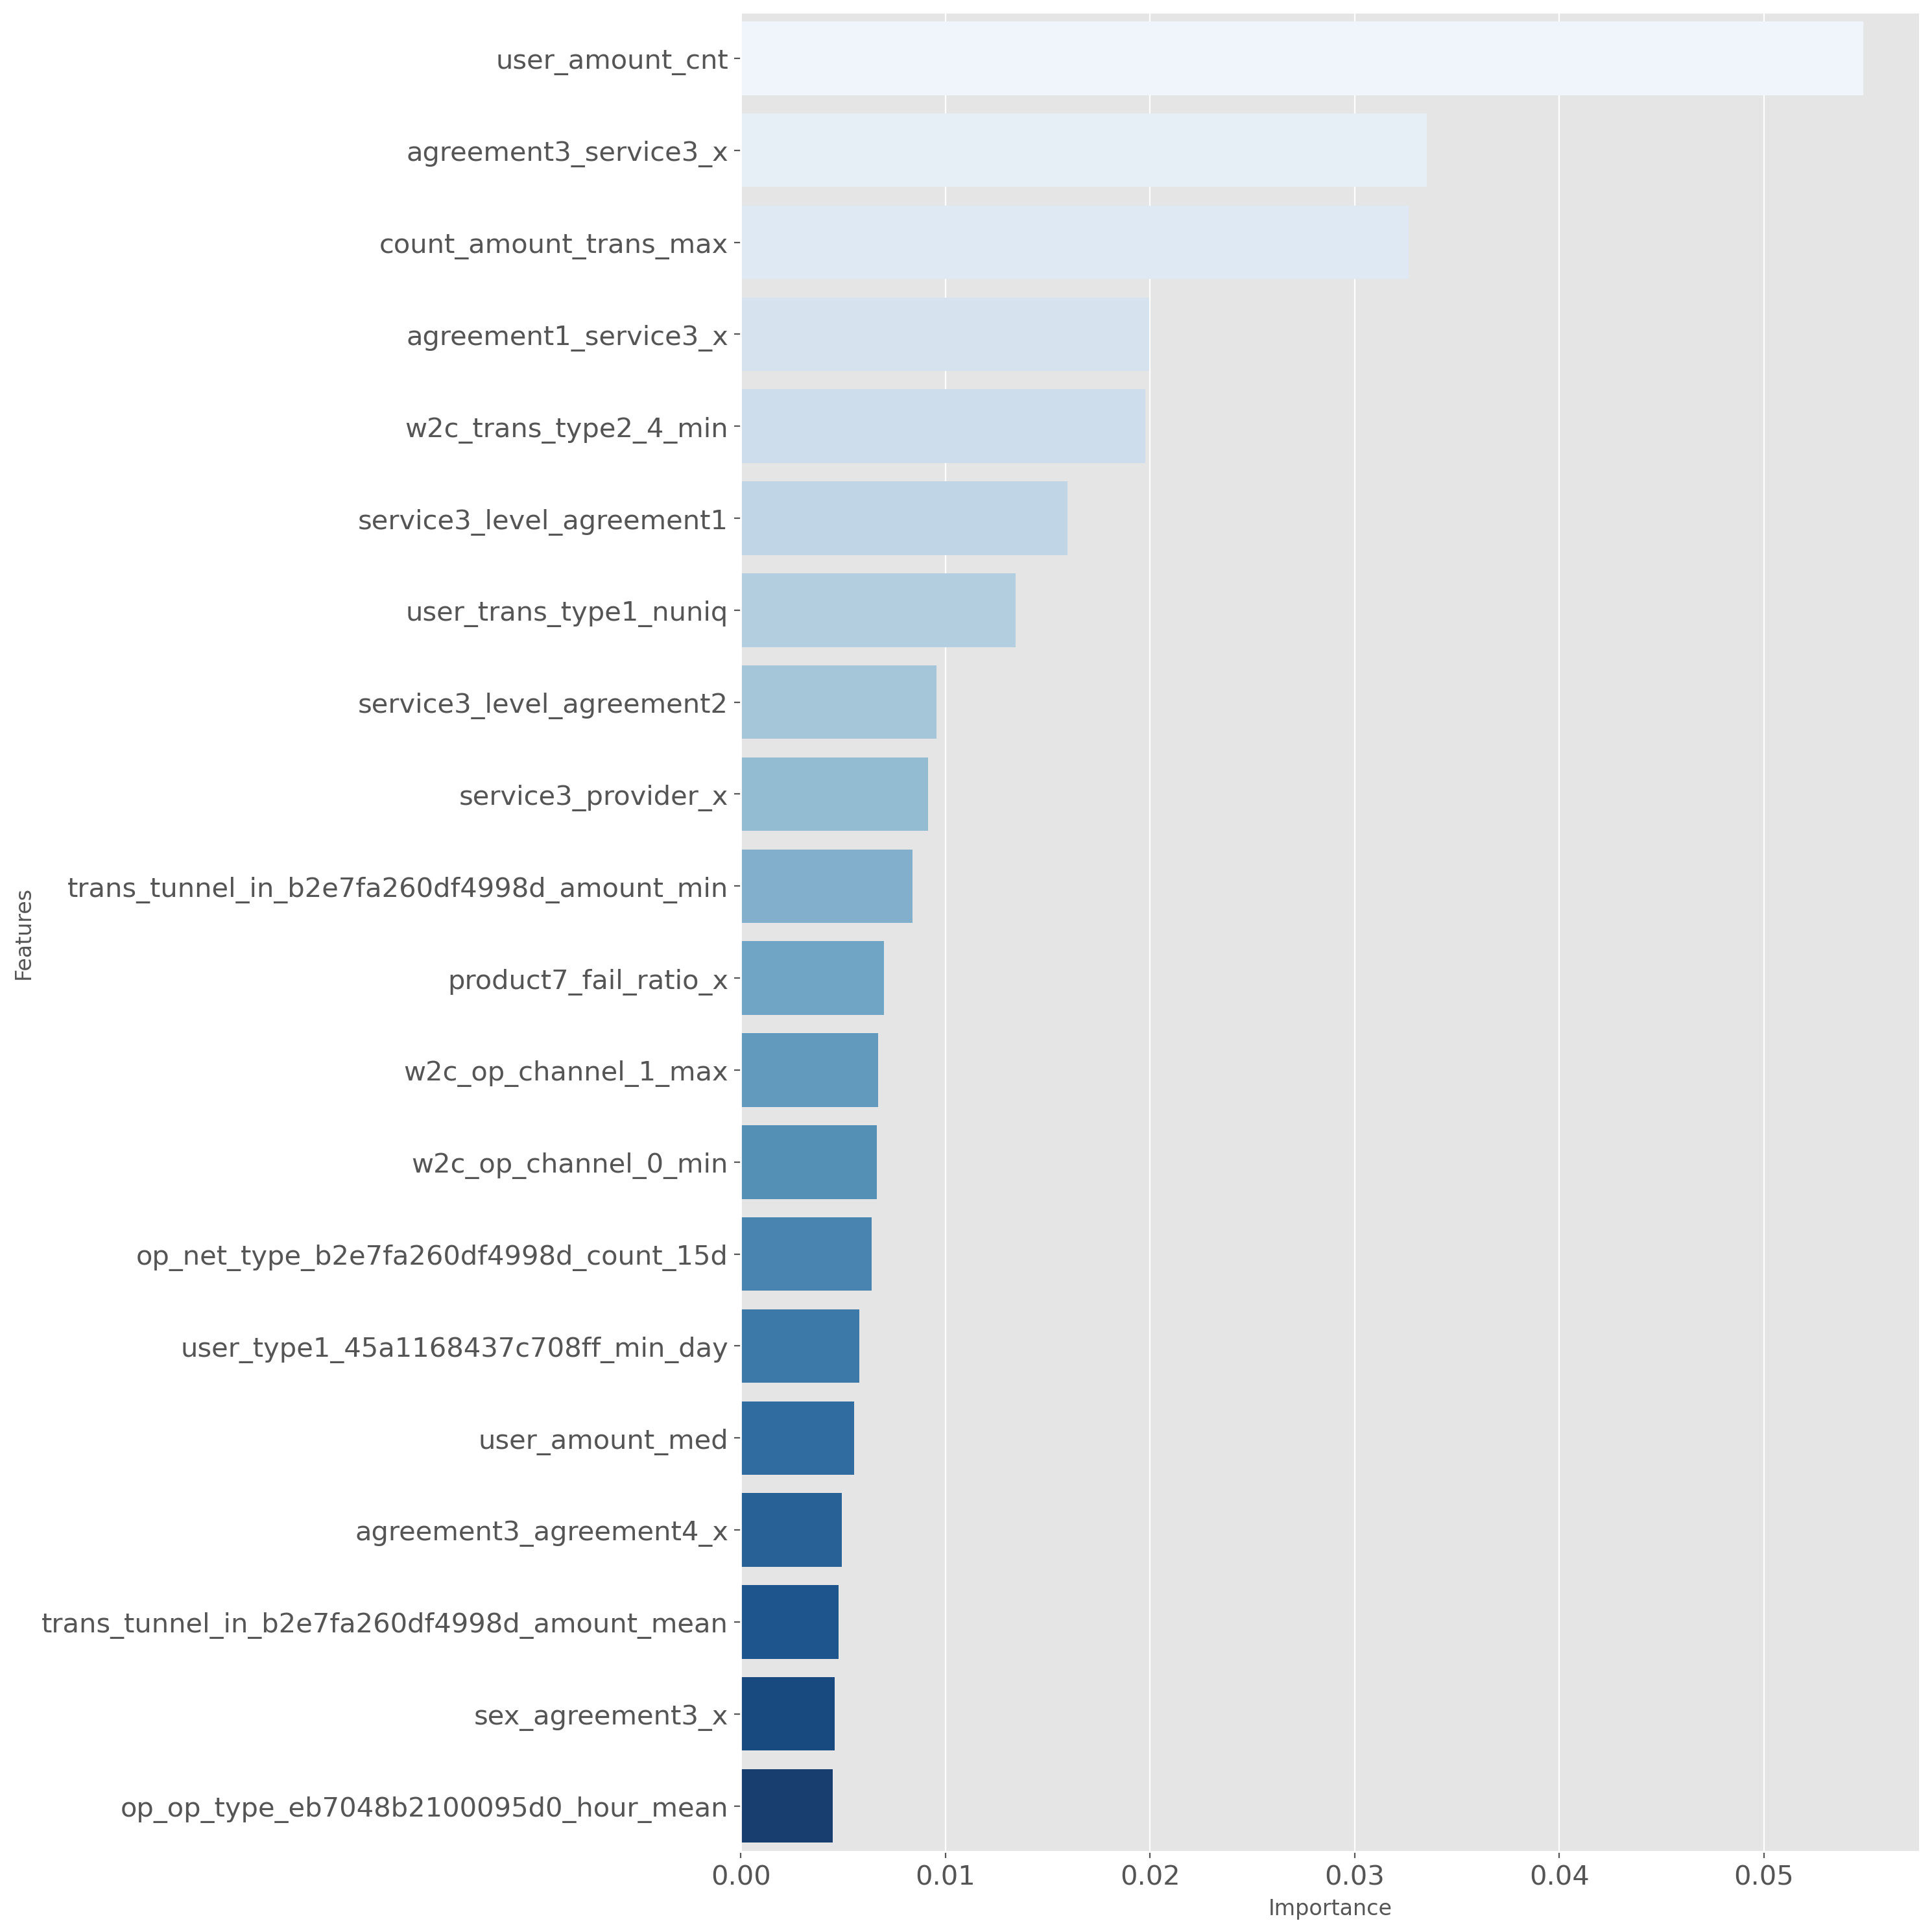 user_amount_cnt
agreement3_service3_x
count_amount_trans_max
agreement1_service3_x
w2c_trans_type2_4_min
service3_level_agreement1
user_trans_type1_nuniq
service3_level_agreement2
service3_provider_x
trans_tunnel_in_b2e7fa260df4998d_amount_min
product7_fail_ratio_x
w2c_op_channel_1_max
w2c_op_channel_0_min
op_net_type_b2e7fa260df4998d_count_15d
user_type1_45a1168437c708ff_min_day
user_amount_med
agreement3_agreement4_x
trans_tunnel_in_b2e7fa260df4998d_amount_mean
sex_agreement3_x
op_op_type_eb7048b2100095d0_hour_mean
Features
0.00 0.01 0.02 0.03 0.04 0.05
Importance